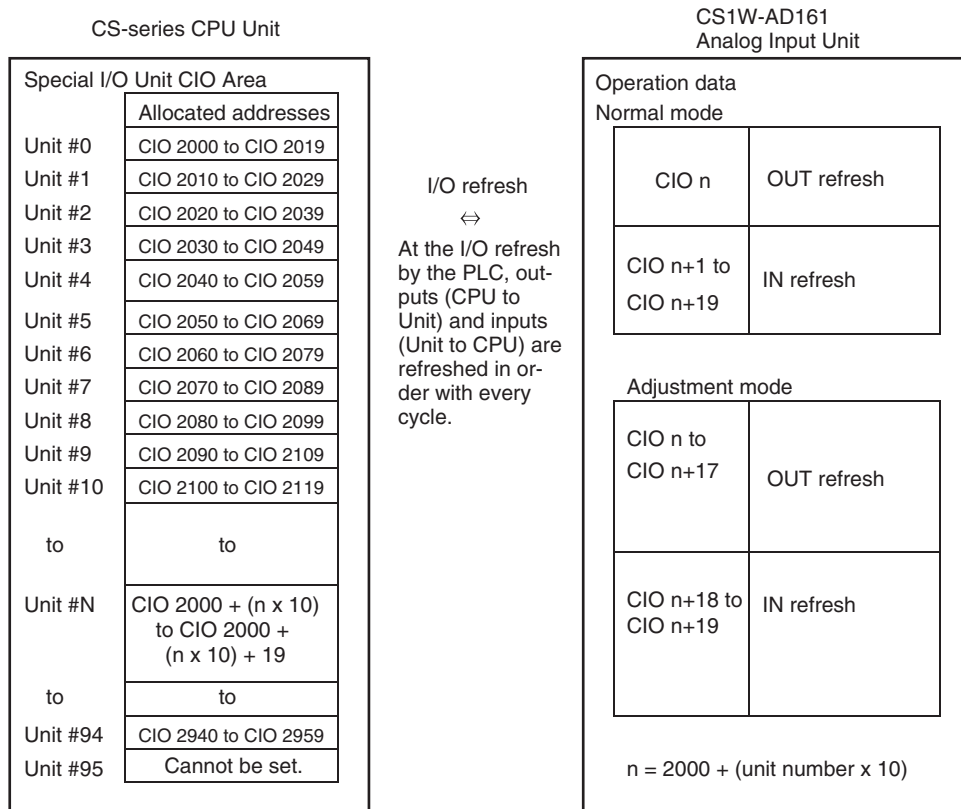 CS-series CPU Unit
Special I/O Unit CIO Area
Allocated addresses
Unit #0 CIO 2000 to CIO 2019
Unit #1 CIO 2010 to CIO 2029
Unit #2 CIO 2020 to CIO 2039
Unit #3 CIO 2030 to CIO 2049
Unit #4 CIO 2040 to CIO 2059
Unit #5 CIO 2050 to CIO 2069
Unit #6 CIO 2060 to CIO 2079
Unit #7 CIO 2070 to CIO 2089
Unit #8 CIO 2080 to CIO 2099
Unit #9 CIO 2090 to CIO 2109
Unit #10 CIO 2100 to CIO 2119
to to
Unit #N CIO 2000 + (n x 10)
to CIO 2000 +
(n x 10) + 19
to to
Unit #94 CIO 2940 to CIO 2959
Unit #95 Cannot be set.
I/O refresh
⇔
At the I/O refresh
by the PLC, out-
puts (CPU to
Unit) and inputs
(Unit to CPU) are
refreshed in or-
der with every
cycle.
CS1W-AD161
Analog Input Unit
Operation data
Normal mode
CIO n OUT refresh
CIO n+1 to
CIO n+19
IN refresh
Adjustment mode
CIO n to
CIO n+17
OUT refresh
CIO n+18 to
CIO n+19
IN refresh
n = 2000 + (unit number x 10)